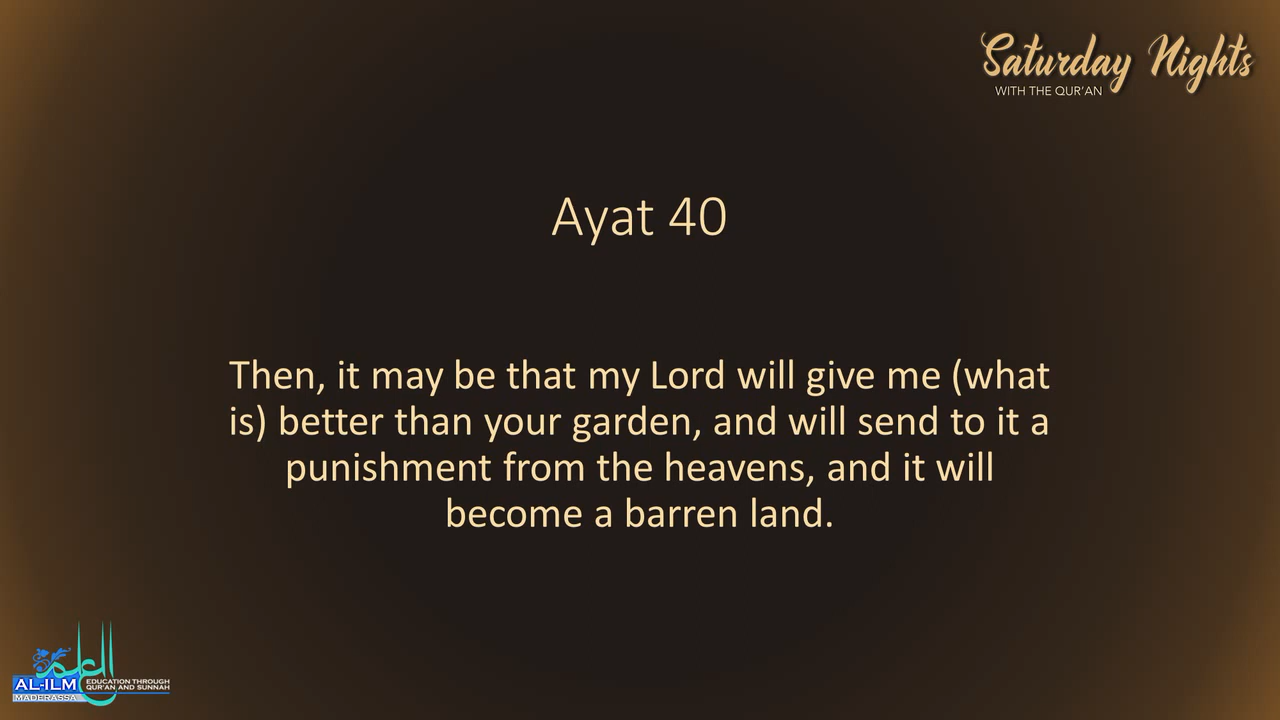 Saturday Nights
WITH THE QUR'AN
Ayat 40
Then, it may be that my Lord will give me (what
is) better than your garden, and will send to it a
punishment from the heavens, and it will
become a barren land.
العلم
AL-ILM
MADERASSA
EDUCATION THROUGH
QUR'AN AND SUNNAH